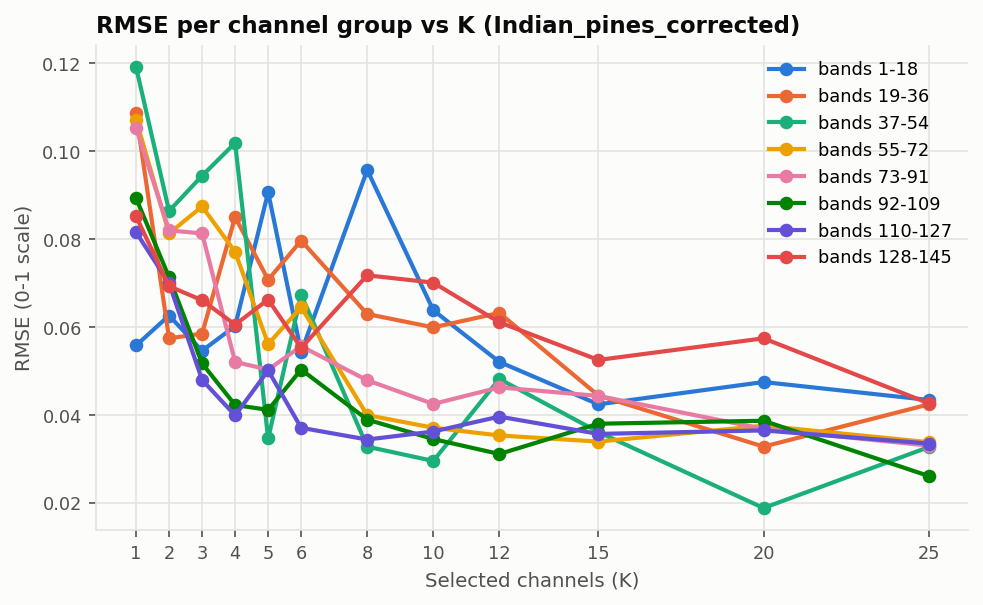 RMSE per channel group vs K (Indian_pines_corrected)
RMSE (0-1 scale)
0.12
0.10
0.08
0.06
0.04
0.02
bands 1-18
bands 19-36
bands 37-54
bands 55-72
bands 73-91
bands 92-109
bands 110-127
bands 128-145
1 2 3 4 5 6 8 10 12 15 20 25
Selected channels (K)